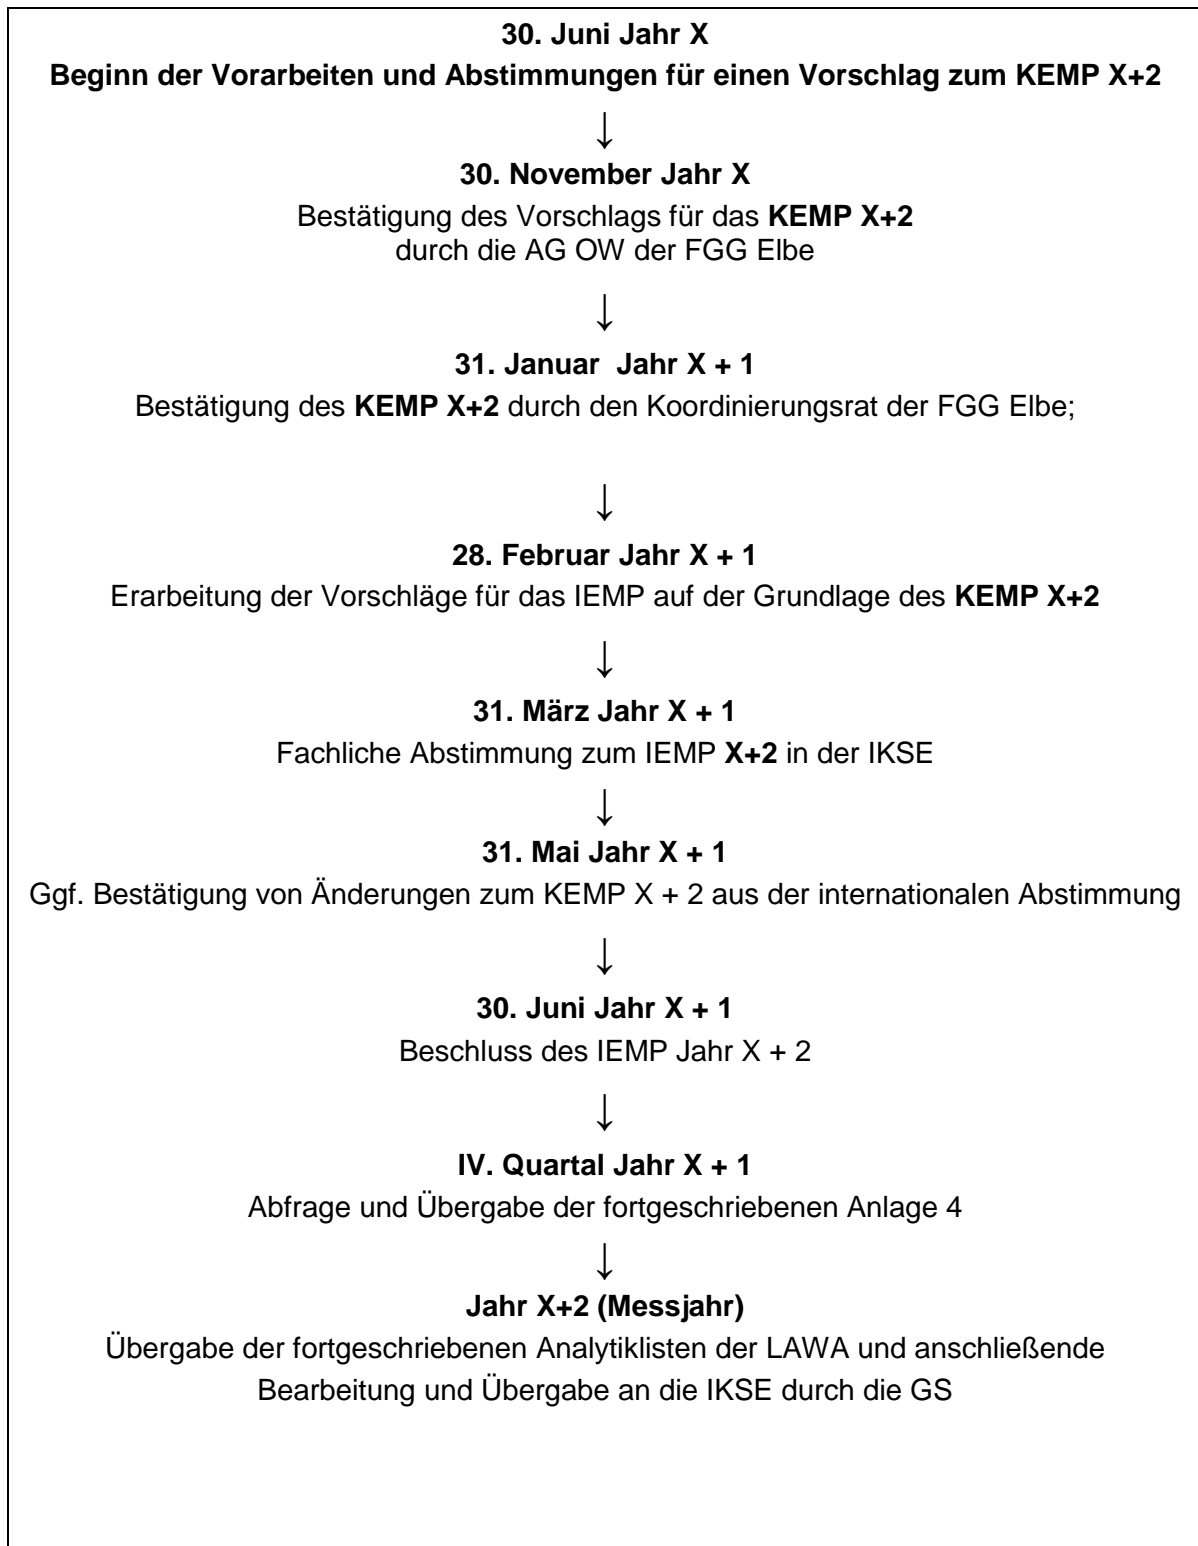 30. Juni Jahr X
Beginn der Vorarbeiten und Abstimmungen für einen Vorschlag zum KEMP X+2
↓
30. November Jahr X
Bestätigung des Vorschlags für das KEMP X+2
durch die AG OW der FGG Elbe
↓
31. Januar  Jahr X + 1
Bestätigung des KEMP X+2 durch den Koordinierungsrat der FGG Elbe;
↓
28. Februar Jahr X + 1
Erarbeitung der Vorschläge für das IEMP auf der Grundlage des KEMP X+2
↓
31. März Jahr X + 1
Fachliche Abstimmung zum IEMP X+2 in der IKSE
↓
31. Mai Jahr X + 1
Ggf. Bestätigung von Änderungen zum KEMP X + 2 aus der internationalen Abstimmung
↓
30. Juni Jahr X + 1
Beschluss des IEMP Jahr X + 2
↓
IV. Quartal Jahr X + 1
Abfrage und Übergabe der fortgeschriebenen Anlage 4
↓
Jahr X+2 (Messjahr)
Übergabe der fortgeschriebenen Analytiklisten der LAWA und anschließende
Bearbeitung und Übergabe an die IKSE durch die GS